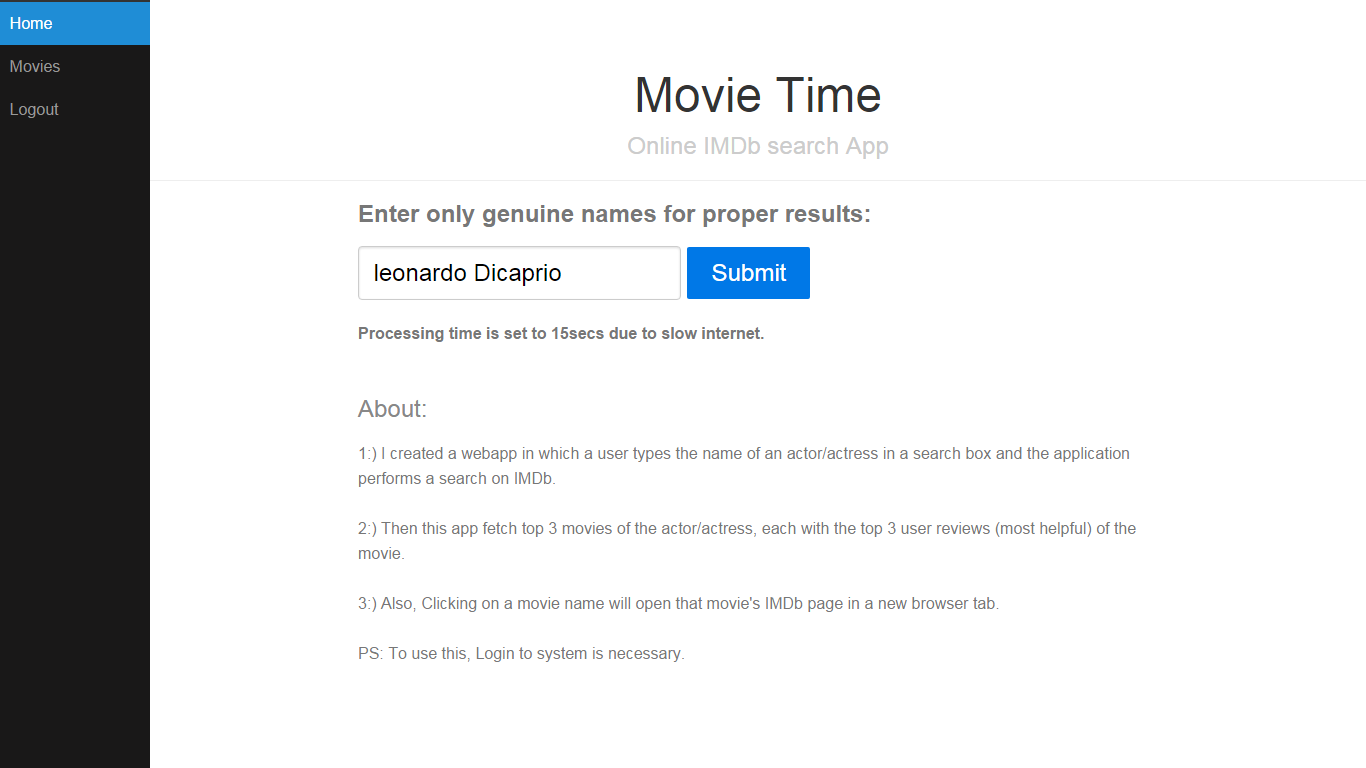 Home
Movies
Logout
Movie Time
Online IMDb search App
Enter only genuine names for proper results:
leonardo Dicaprio
Submit
Processing time is set to 15secs due to slow internet.
About:
1:) I created a webapp in which a user types the name of an actor/actress in a search box and the application
performs a search on IMDb.
2:) Then this app fetch top 3 movies of the actor/actress, each with the top 3 user reviews (most helpful) of the
movie.
3:) Also, Clicking on a movie name will open that movie's IMDb page in a new browser tab.
PS: To use this, Login to system is necessary.